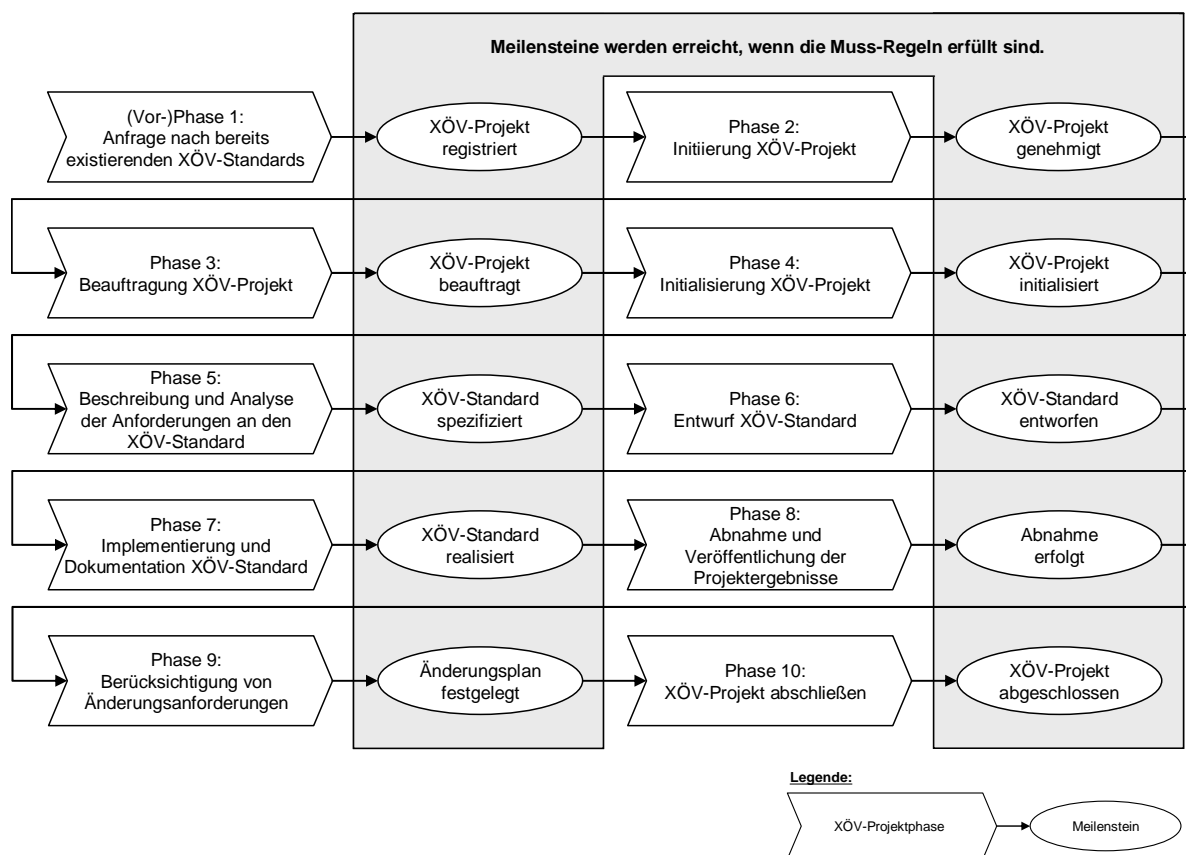 Meilensteine werden erreicht, wenn die Muss-Regeln erfüllt sind.
(Vor-)Phase 1:
Anfrage nach bereits
existierenden XÖV-Standards
XÖV-Projekt
registriert
Phase 2:
Initiierung XÖV-Projekt
XÖV-Projekt
genehmigt
Phase 3:
Beauftragung XÖV-Projekt
XÖV-Projekt
beauftragt
Phase 4:
Initialisierung XÖV-Projekt
XÖV-Projekt
initialisiert
Phase 5:
Beschreibung und Analyse
der Anforderungen an den
XÖV-Standard
XÖV-Standard
spezifiziert
Phase 6:
Entwurf XÖV-Standard
XÖV-Standard
entworfen
Phase 7:
Implementierung und
Dokumentation XÖV-Standard
XÖV-Standard
realisiert
Phase 8:
Abnahme und
Veröffentlichung der
Projektergebnisse
Abnahme
erfolgt
Phase 9:
Berücksichtigung von
Änderungsanforderungen
Änderungsplan
festgelegt
Phase 10:
XÖV-Projekt abschließen
XÖV-Projekt
abgeschlossen
Legende:
XÖV-Projektphase
Meilenstein